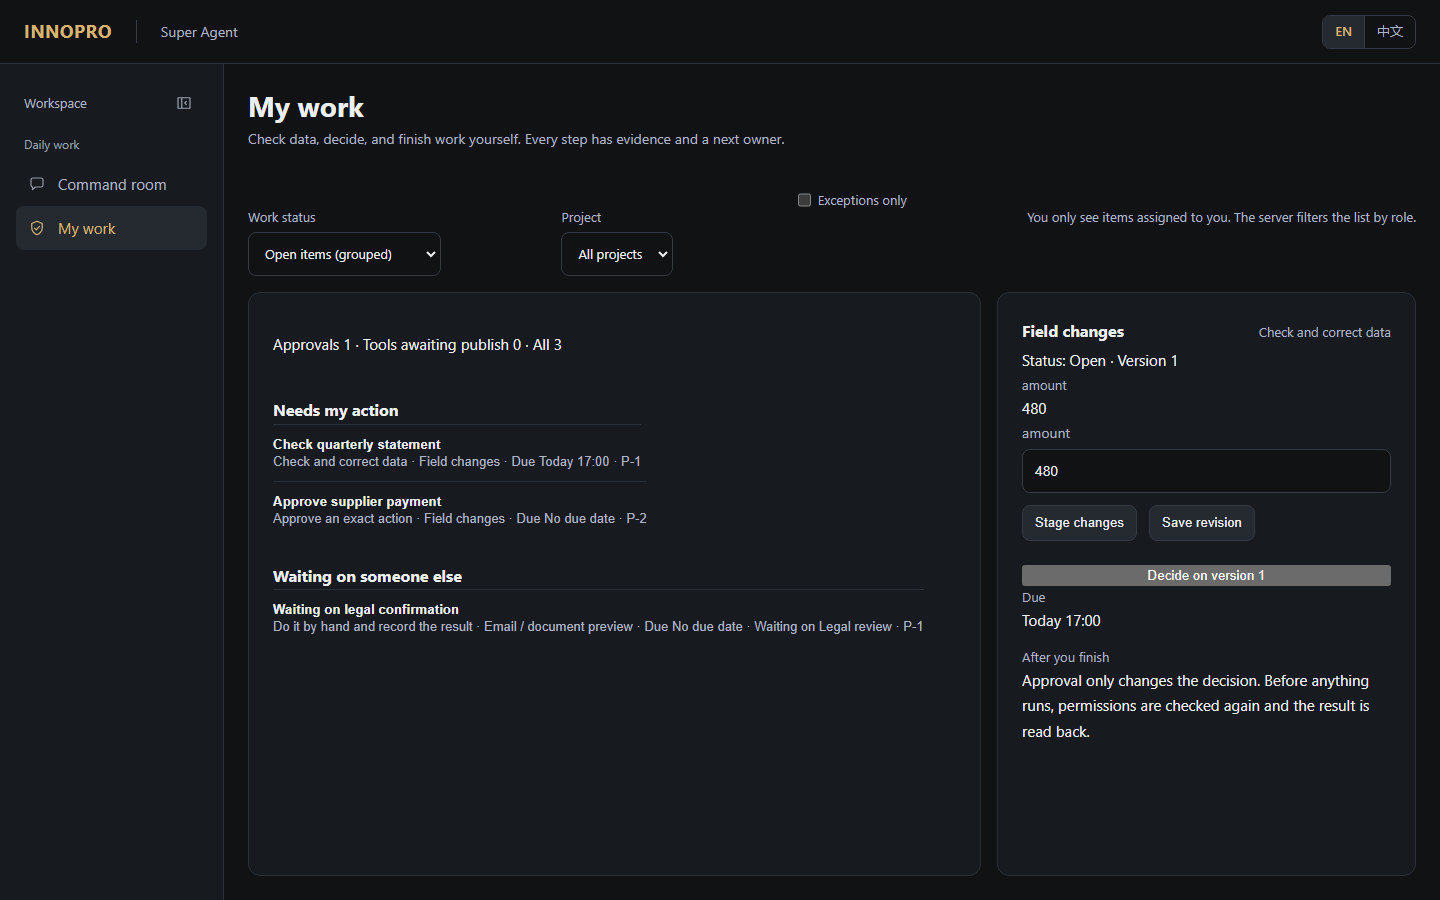 INNOPRO
Super Agent
EN
中文
Workspace
Daily work
Command room
My work
My work
Check data, decide, and finish work yourself. Every step has evidence and a next owner.
Work status
Open items (grouped)
Project
All projects
Exceptions only
You only see items assigned to you. The server filters the list by role.
Approvals 1 · Tools awaiting publish 0 · All 3
Needs my action
Check quarterly statement
Check and correct data · Field changes · Due Today 17:00 · P-1
Approve supplier payment
Approve an exact action · Field changes · Due No due date · P-2
Waiting on someone else
Waiting on legal confirmation
Do it by hand and record the result · Email / document preview · Due No due date · Waiting on Legal review · P-1
Field changes
Check and correct data
Status: Open · Version 1
amount
480
amount
480
Stage changes
Save revision
Decide on version 1
Due
Today 17:00
After you finish
Approval only changes the decision. Before anything
runs, permissions are checked again and the result is
read back.